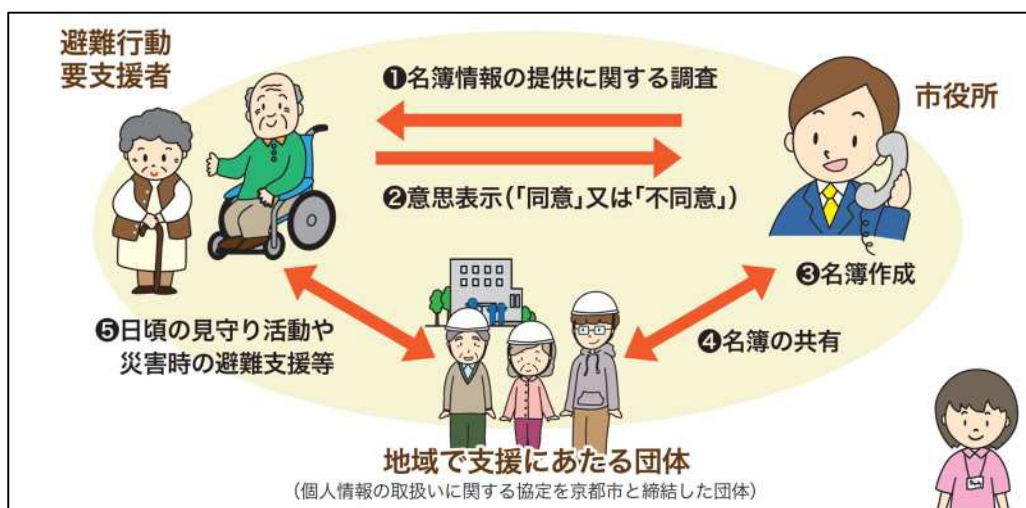 避難行動
要支援者
❶名簿情報の提供に関する調査
市役所
❷意思表示(「同意」又は「不同意」)
❸名簿作成
❹名簿の共有
❺日頃の見守り活動や
災害時の避難支援等
地域で支援にあたる団体
(個人情報の取扱いに関する協定を京都市と締結した団体)